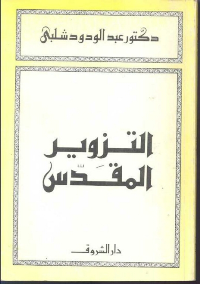 دكتور عبد الودود شلبي
التزوير
المقدس
دار الشروق